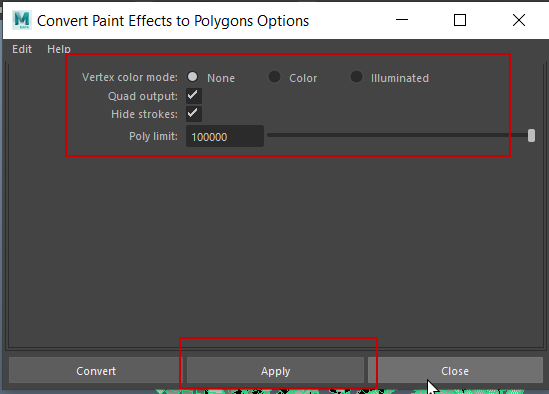 Convert Paint Effects to Polygons Options
Edit Help
Vertex color mode: None Color Illuminated
Quad output:
Hide strokes:
Poly limit: 100000
Convert Apply Close